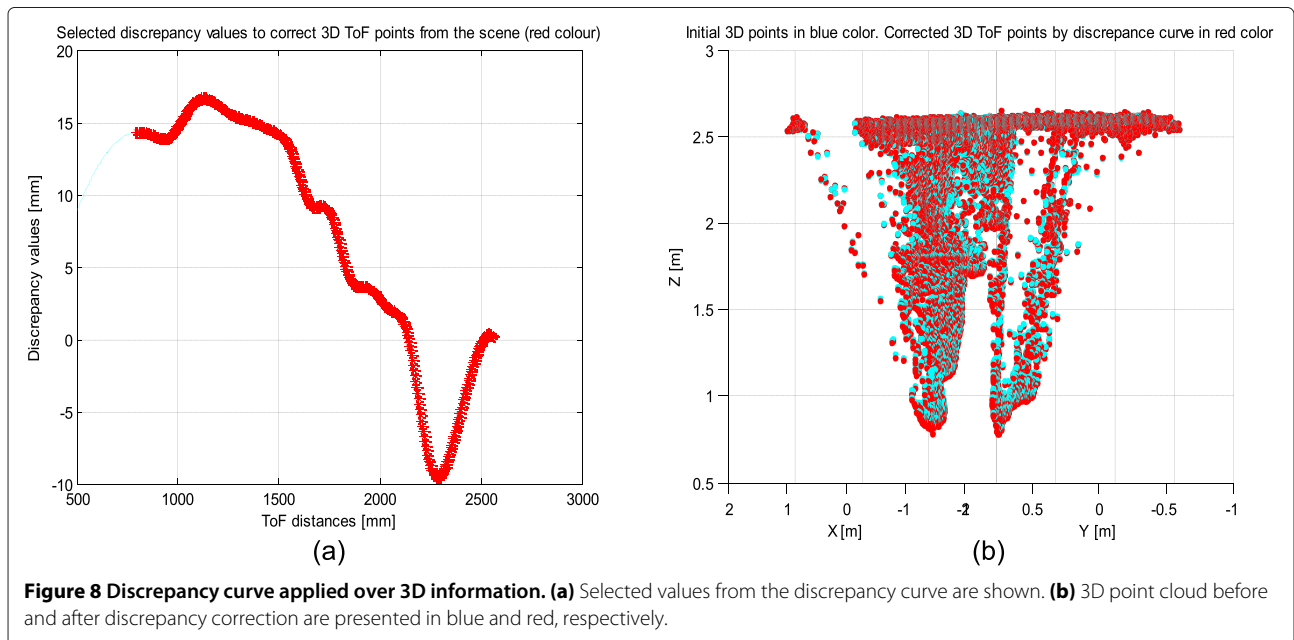 Selected discrepancy values to correct 3D ToF points from the scene (red colour)
20
15
10
5
0
-5
-10
500 1000 1500 2000 2500 3000
Discrepancy values [mm]
ToF distances [mm]
(a)
Initial 3D points in blue color. Corrected 3D ToF points by discrepance curve in red color
3
2.5
2
1.5
1
0.5
Z [m]
2 1 0 -1 -2
1 0.5 0 -0.5 -1
X [m] Y [m]
(b)
Figure 8 Discrepancy curve applied over 3D information. (a) Selected values from the discrepancy curve are shown. (b) 3D point cloud before
and after discrepancy correction are presented in blue and red, respectively.